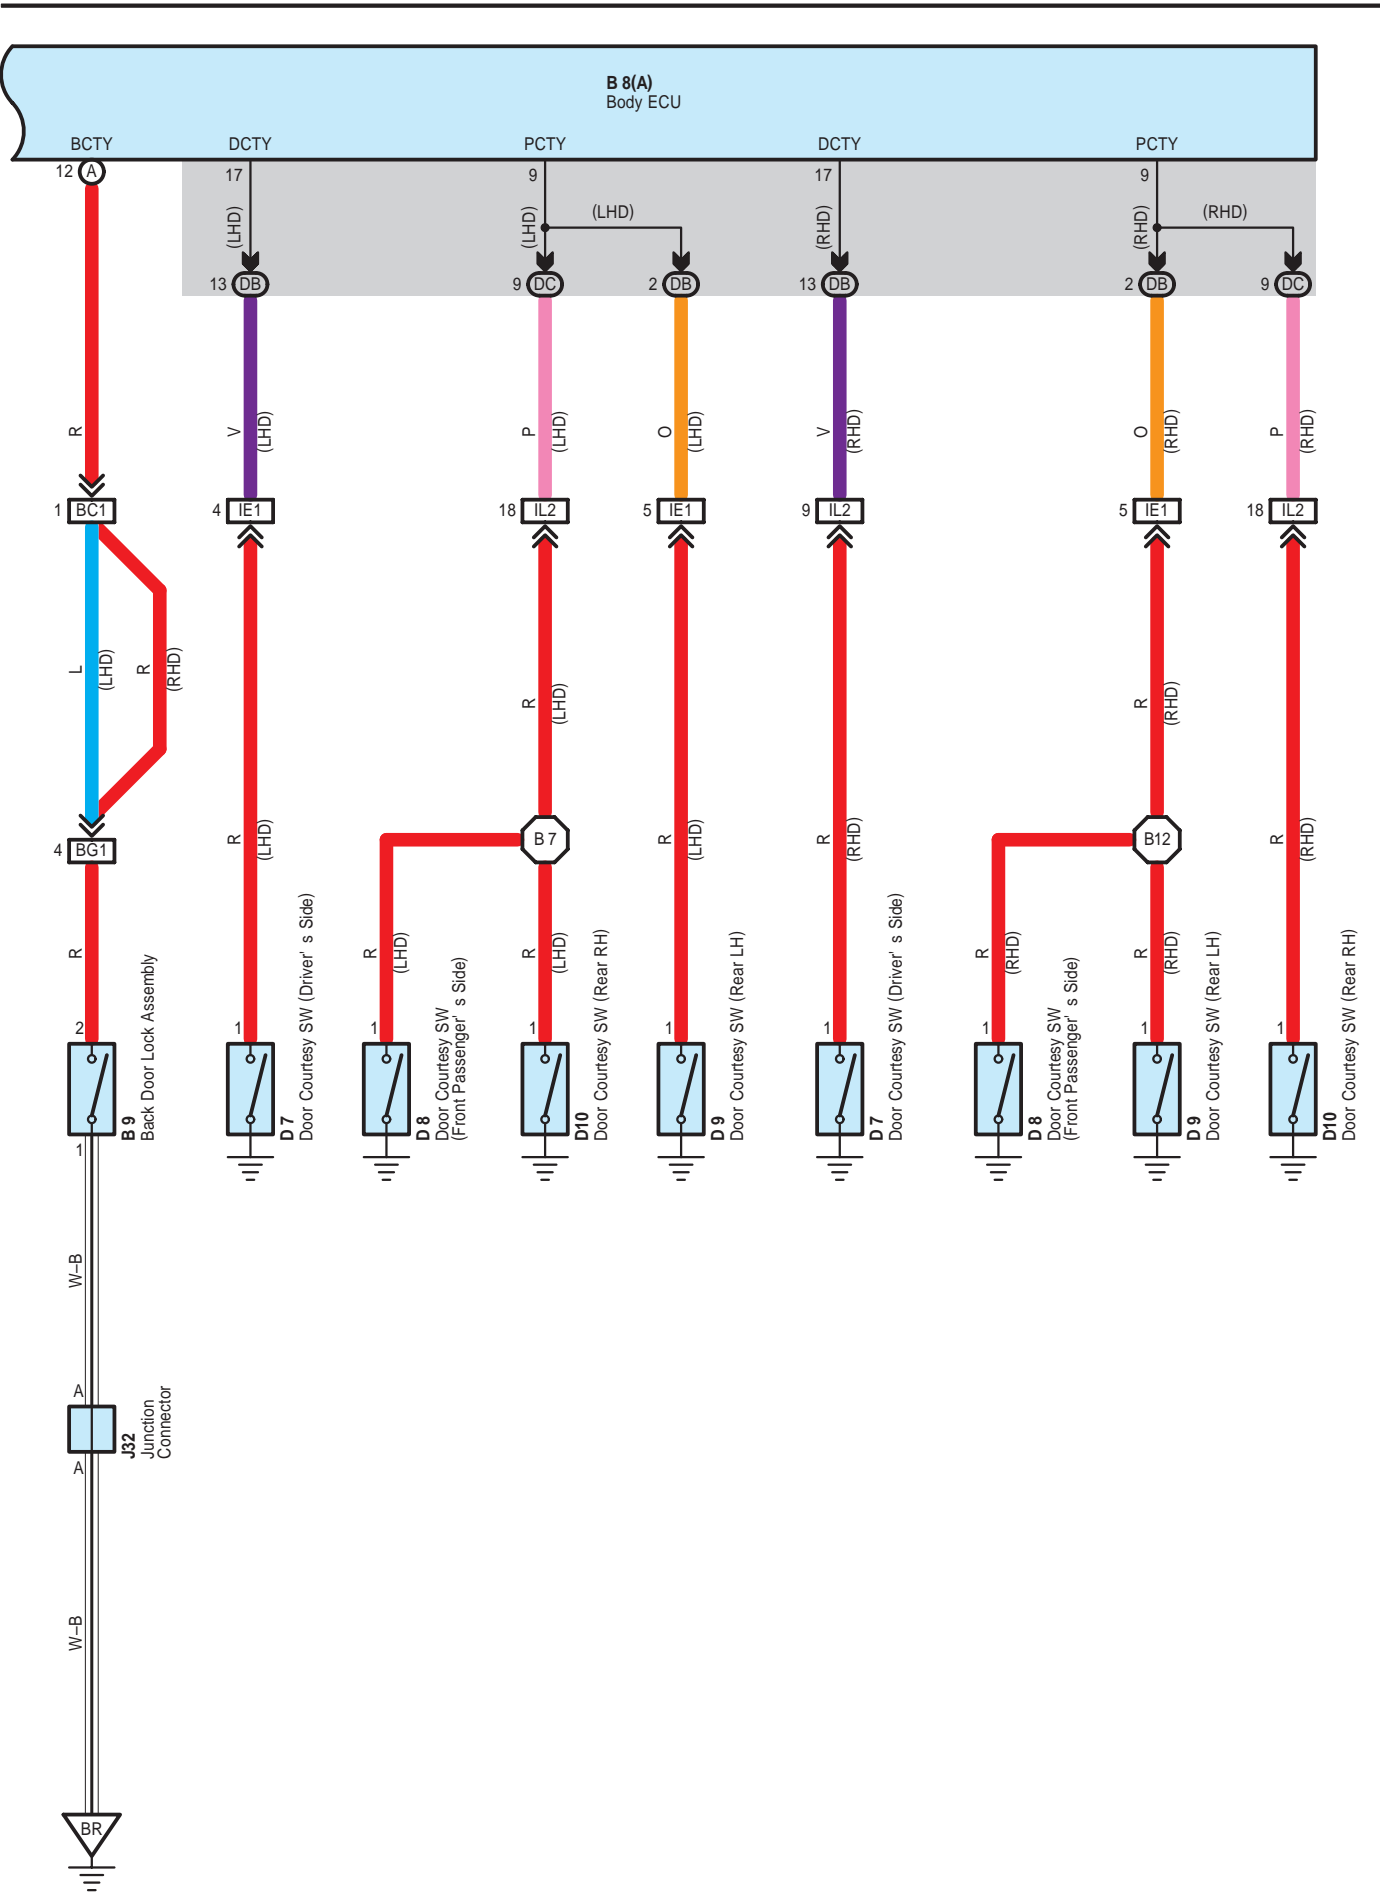 B 8(A)
Body ECU
BCTY DCTY PCTY DCTY PCTY
12 A 17 9 17 9
(LHD) (LHD) (LHD) (RHD) (RHD) (RHD)
13 DB 9 DC 2 DB 13 DB 2 DB 9 DC
R V (LHD) P (LHD) O (LHD) V (RHD) O (RHD) P (RHD)
1 BC1 4 IE1 18 IL2 5 IE1 9 IL2 5 IE1 18 IL2
L (LHD) R (RHD) R (LHD) R (RHD)
4 BG1 R (LHD) B 7 R (LHD) R (RHD) B12 R (RHD)
R R (LHD) R (LHD) R (RHD) R (RHD)
2 1 1 1 1 1 1 1 1
B 9
Back Door Lock Assembly
D 7
Door Courtesy SW (Driver' s Side)
D 8
Door Courtesy SW
(Front Passenger' s Side)
D10
Door Courtesy SW (Rear RH)
D 9
Door Courtesy SW (Rear LH)
D 7
Door Courtesy SW (Driver' s Side)
D 8
Door Courtesy SW
(Front Passenger' s Side)
D 9
Door Courtesy SW (Rear LH)
D10
Door Courtesy SW (Rear RH)
1
W–B
A
J32
Junction
Connector
A
W–B
BR